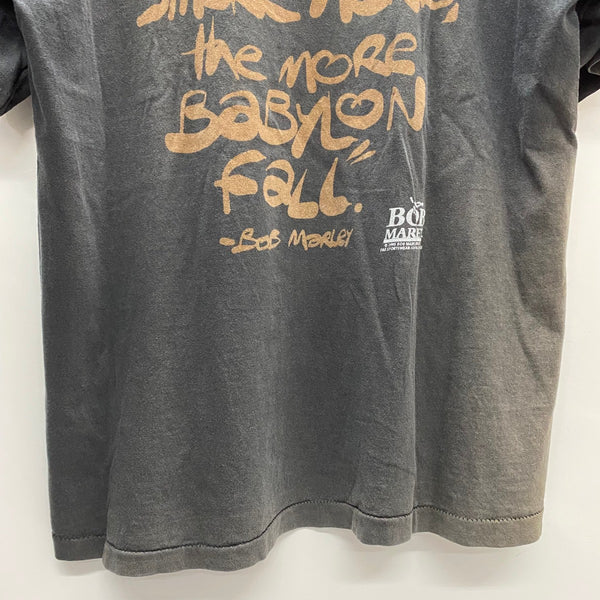 the more
Babylon
fall."
-Bob Marley
BOB
MARLEY